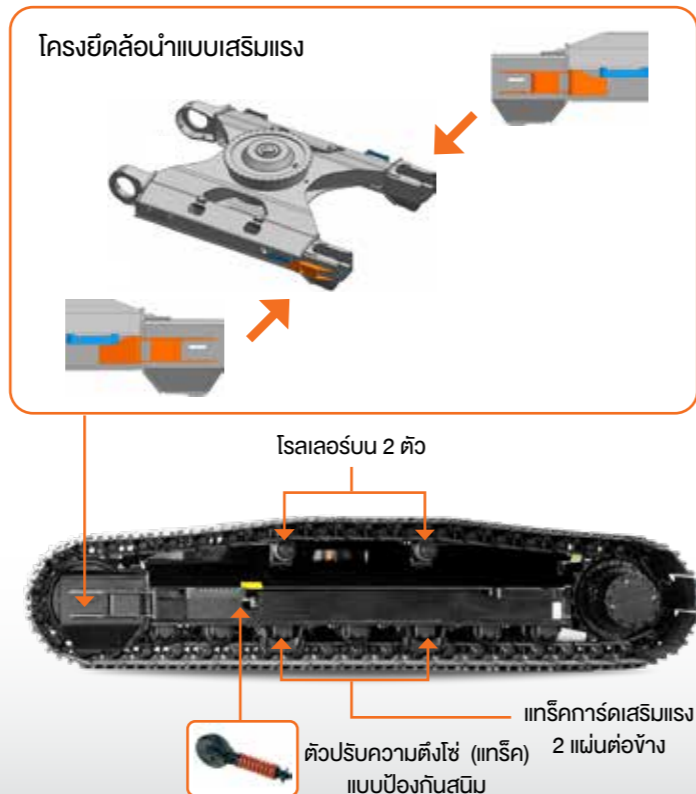 โครงยึดล้อนำแบบเสริมแรง
โรลเลอร์บน 2 ตัว
แทร็คการ์ดเสริมแรง
2 แผ่นต่อข้าง
ตัวปรับความตึงโซ่ (แทร็ค)
แบบป้องกันสนิม